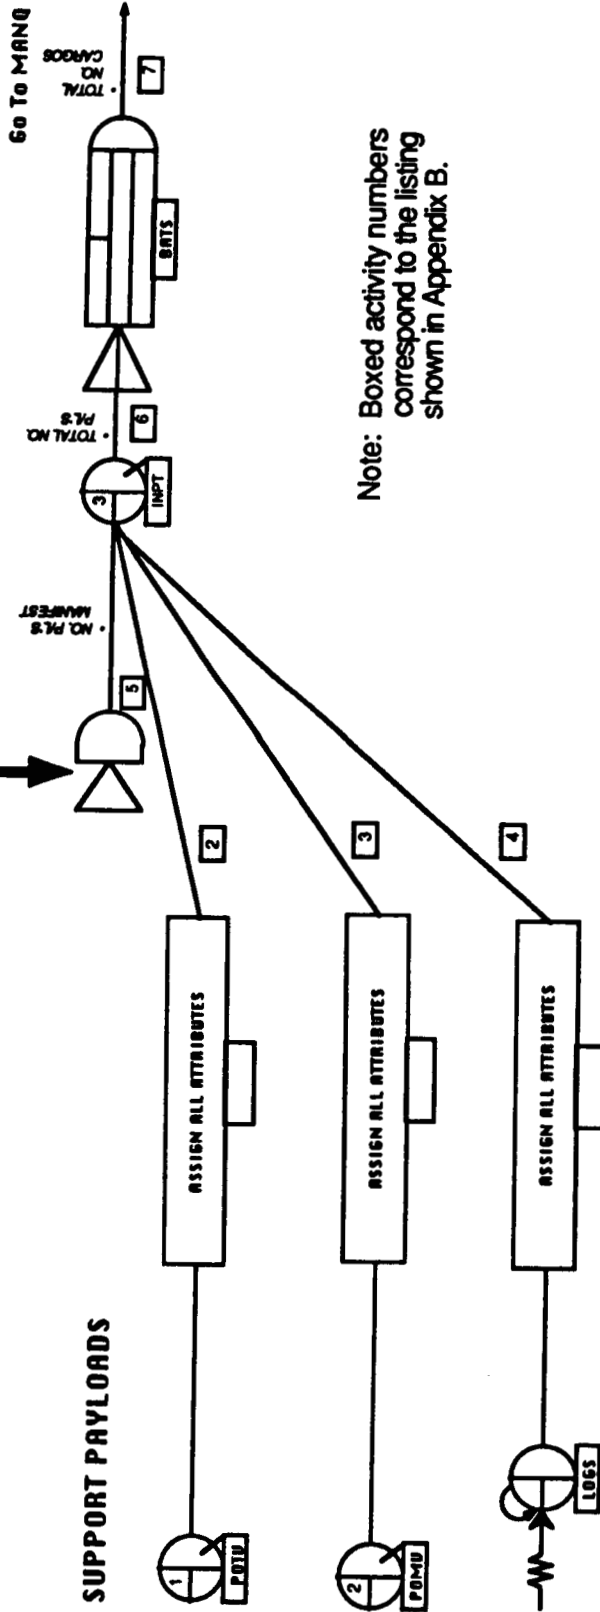 SUPPORT PAYLOADS
1
POTV
ASSIGN ALL ATTRIBUTES
2
2
POMV
ASSIGN ALL ATTRIBUTES
3
LOGS
ASSIGN ALL ATTRIBUTES
4
5
• NO. P/L'S
MANIFEST
3
INPT
• TOTAL NO.
P/L'S
6
BATS
• TOTAL
NO.
CARGOS
7
Go To MANQ
Note: Boxed activity numbers
correspond to the listing
shown in Appendix B.